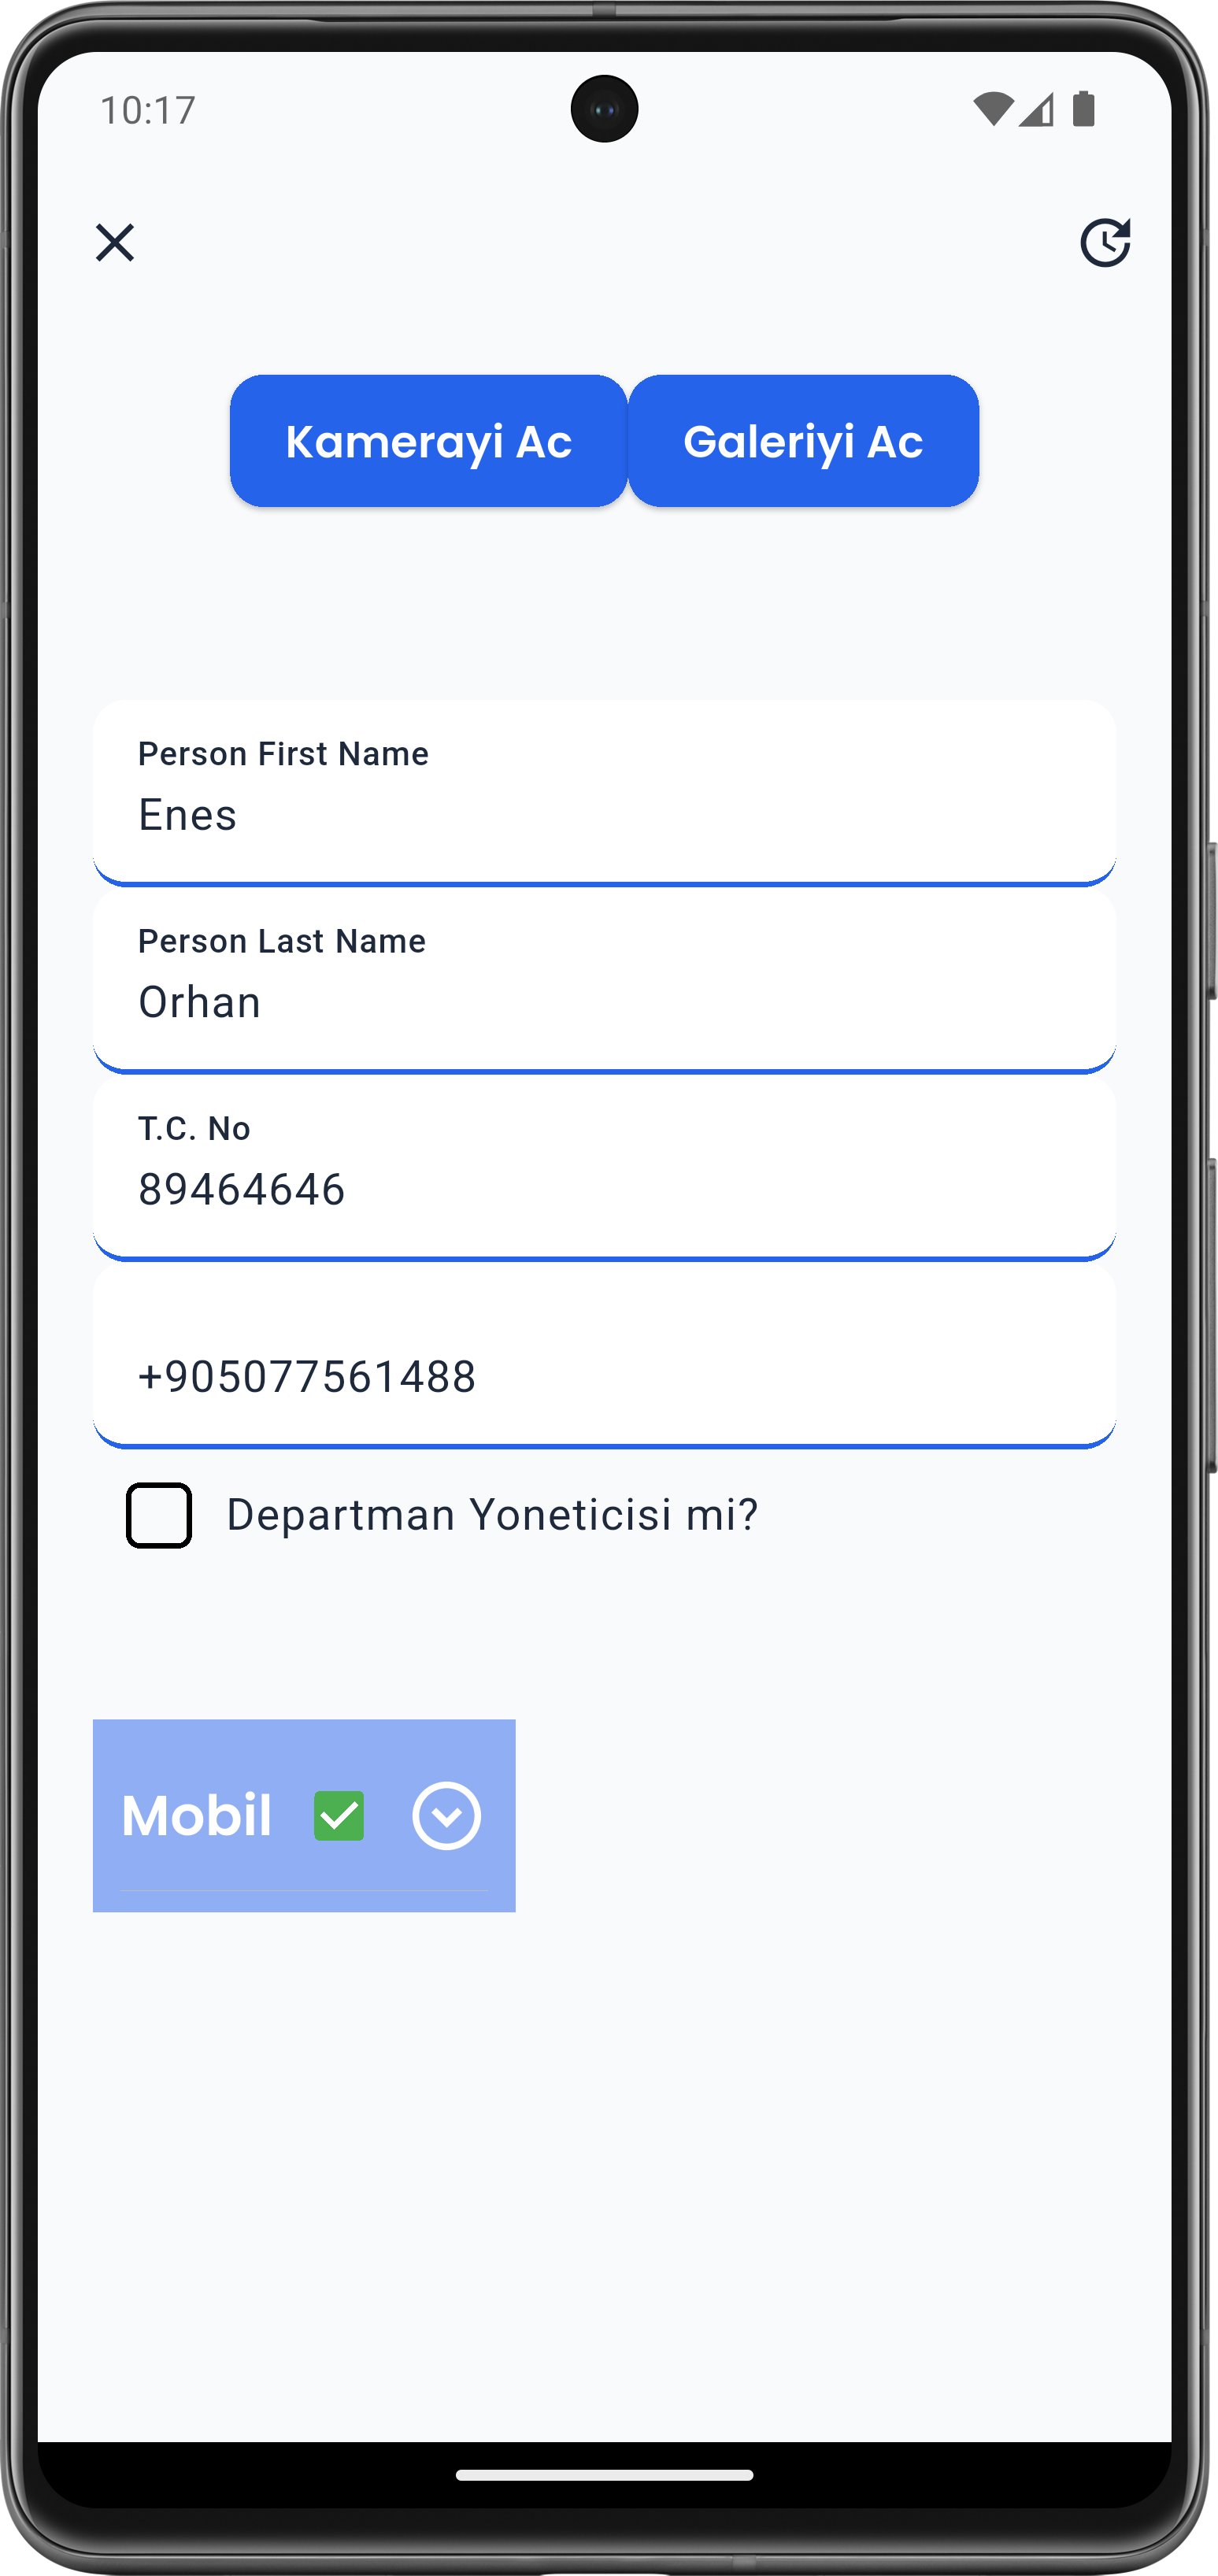 10:17
Kamerayi Ac
Galeriyi Ac
Person First Name
Enes
Person Last Name
Orhan
T.C. No
89464646
+905077561488
Departman Yoneticisi mi?
Mobil